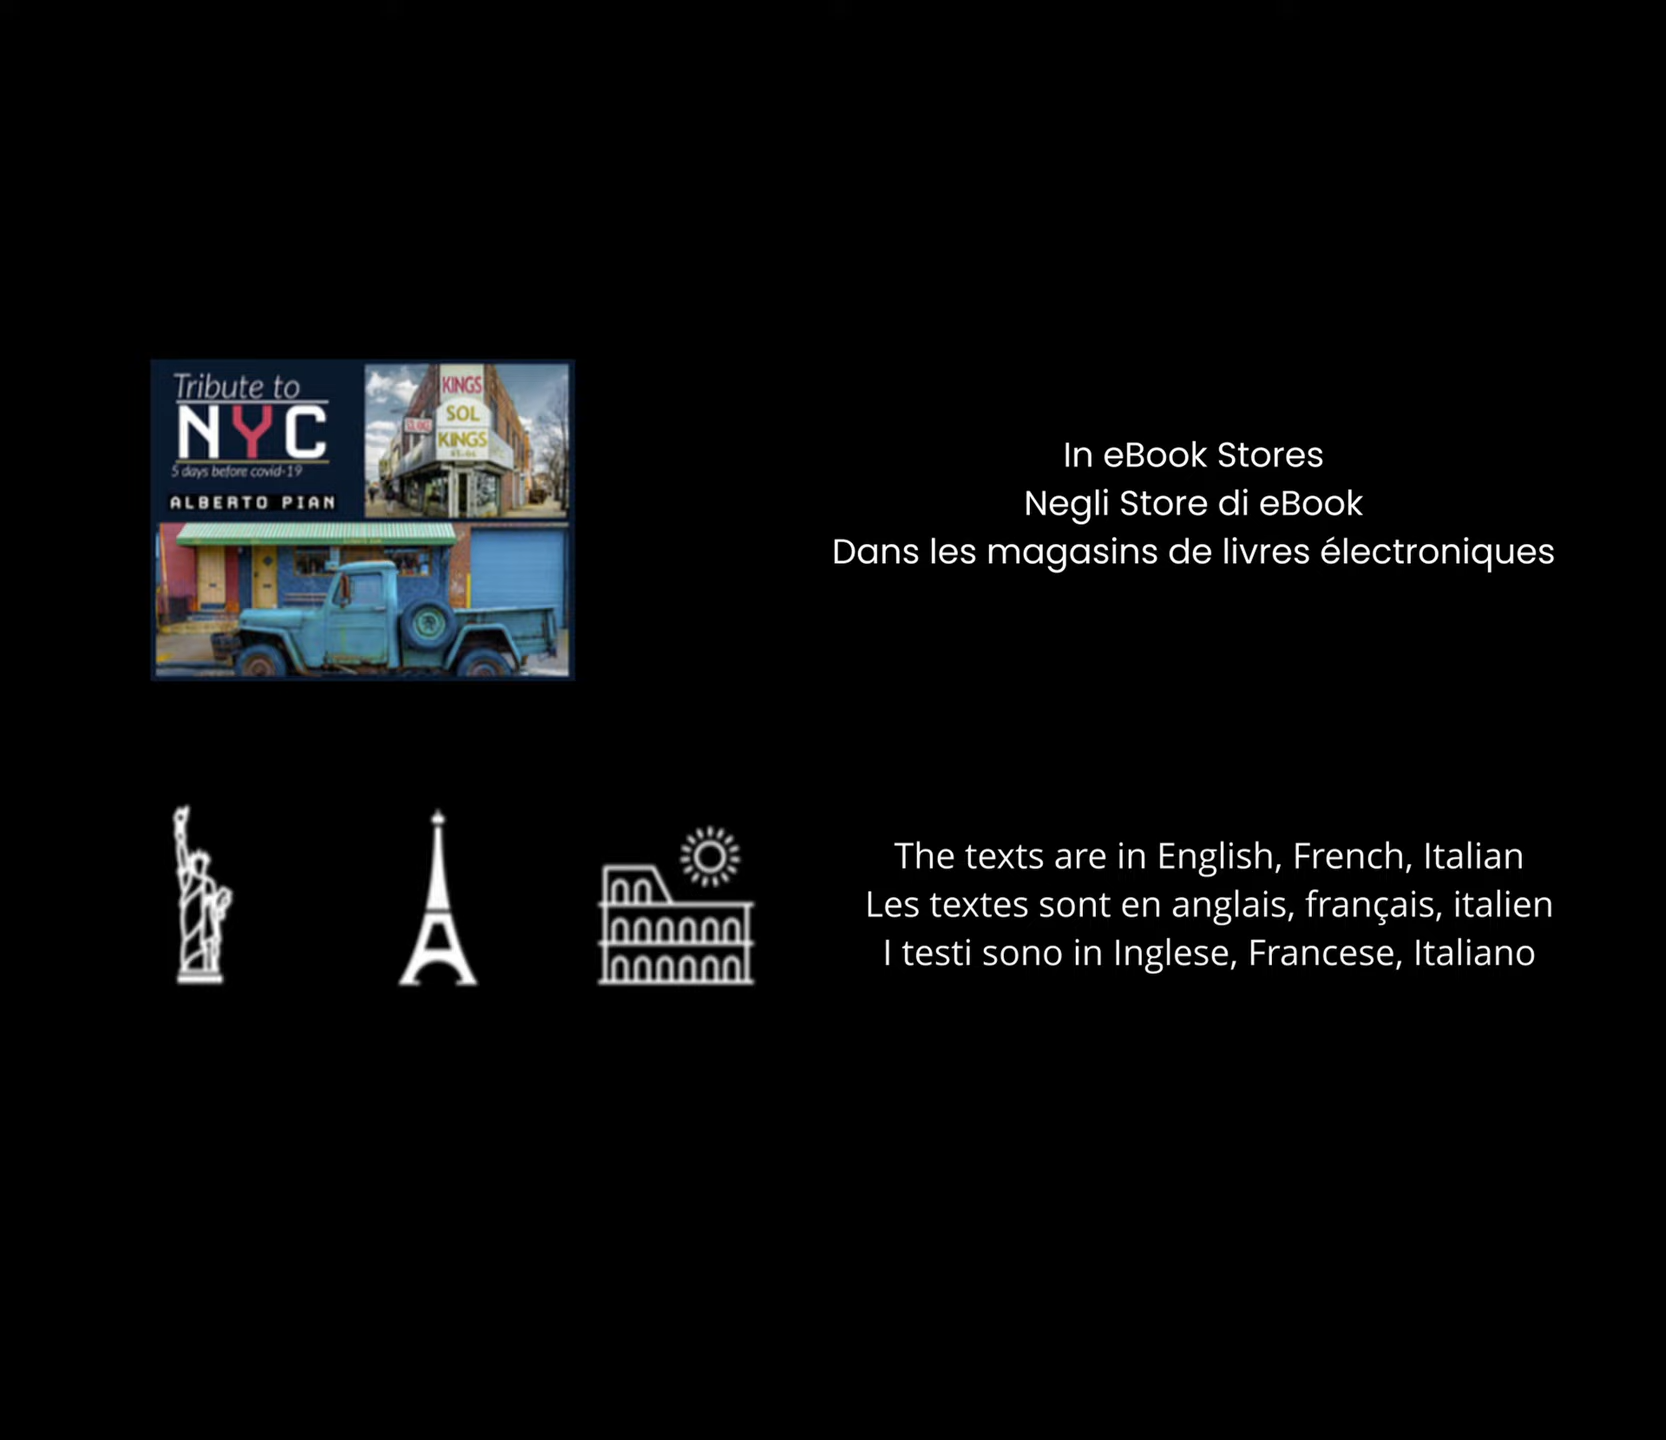 Tribute to
NYC
5 days before covid-19
ALBERTO PIAN
KINGS
SOL
KINGS
In eBook Stores
Negli Store di eBook
Dans les magasins de livres électroniques
The texts are in English, French, Italian
Les textes sont en anglais, français, italien
I testi sono in Inglese, Francese, Italiano